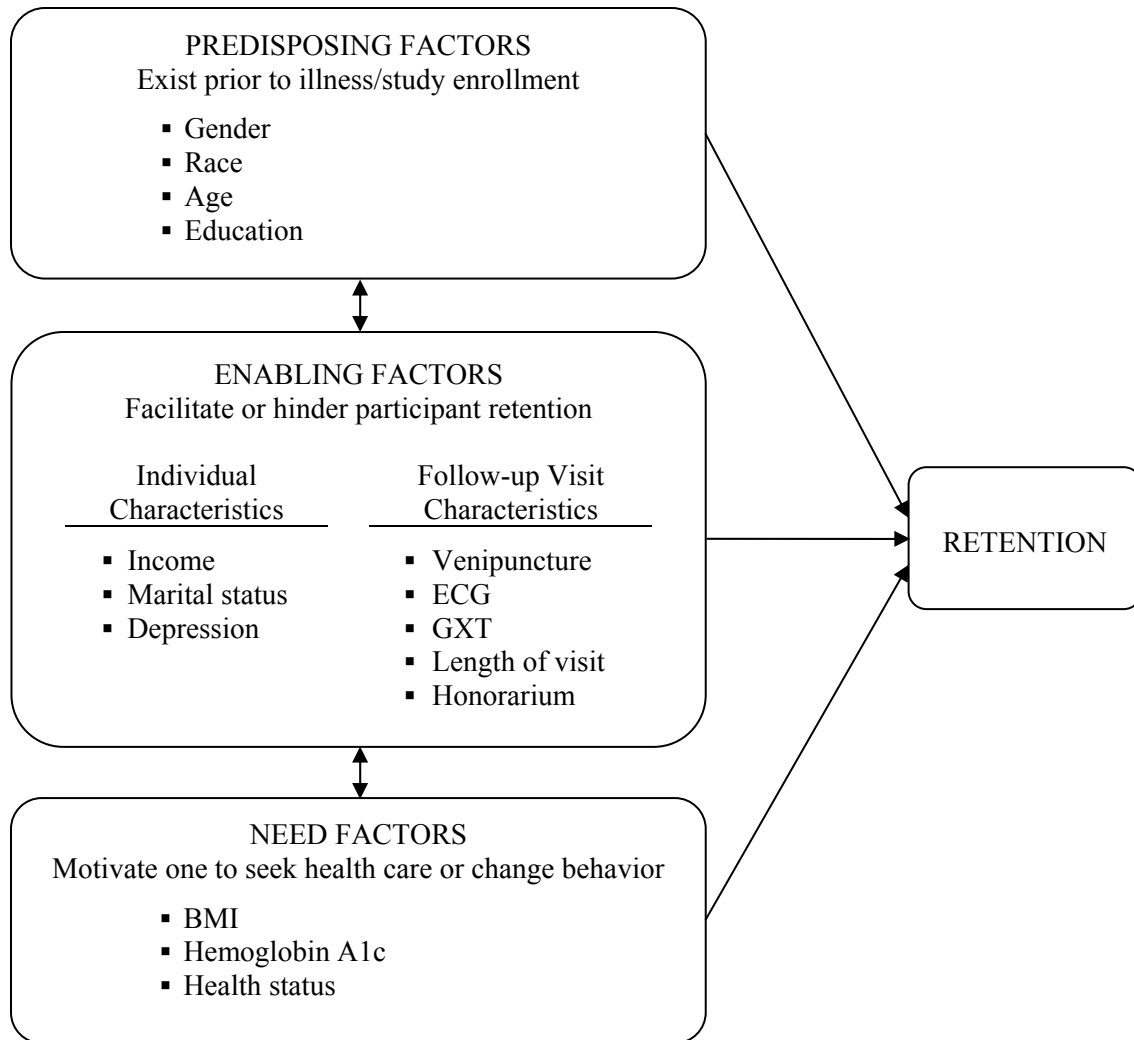 PREDISPOSING FACTORS
Exist prior to illness/study enrollment
▪ Gender
▪ Race
▪ Age
▪ Education
ENABLING FACTORS
Facilitate or hinder participant retention
Individual
Characteristics
▪ Income
▪ Marital status
▪ Depression
Follow-up Visit
Characteristics
▪ Venipuncture
▪ ECG
▪ GXT
▪ Length of visit
▪ Honorarium
RETENTION
NEED FACTORS
Motivate one to seek health care or change behavior
▪ BMI
▪ Hemoglobin A1c
▪ Health status